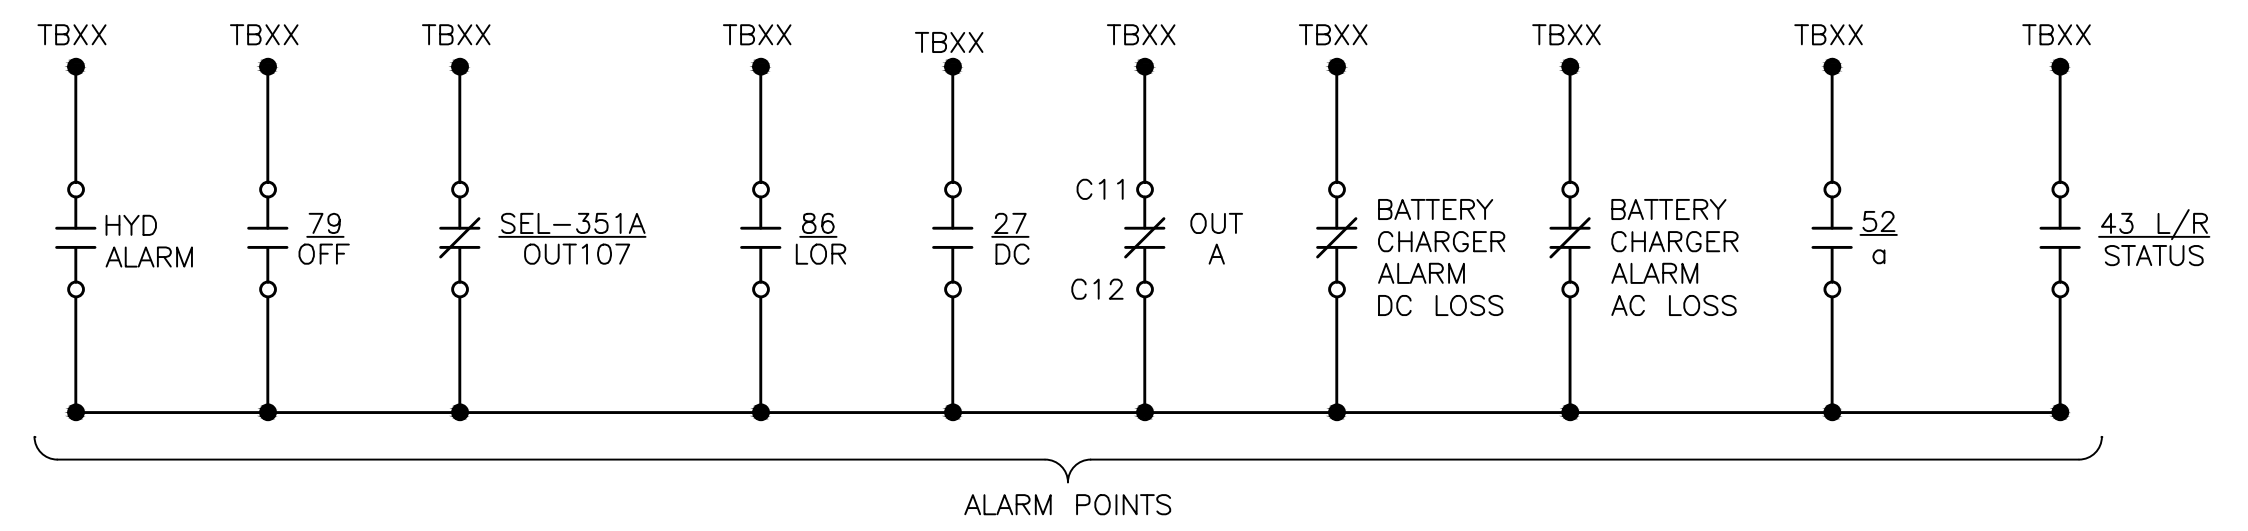 TBXX
TBXX
TBXX
TBXX
TBXX
TBXX
TBXX
TBXX
TBXX
TBXX
HYD
ALARM
79
OFF
SEL-351A
OUT107
86
LOR
27
DC
C11
OUT
A
C12
BATTERY
CHARGER
ALARM
DC LOSS
BATTERY
CHARGER
ALARM
AC LOSS
52
a
43 L/R
STATUS
ALARM POINTS